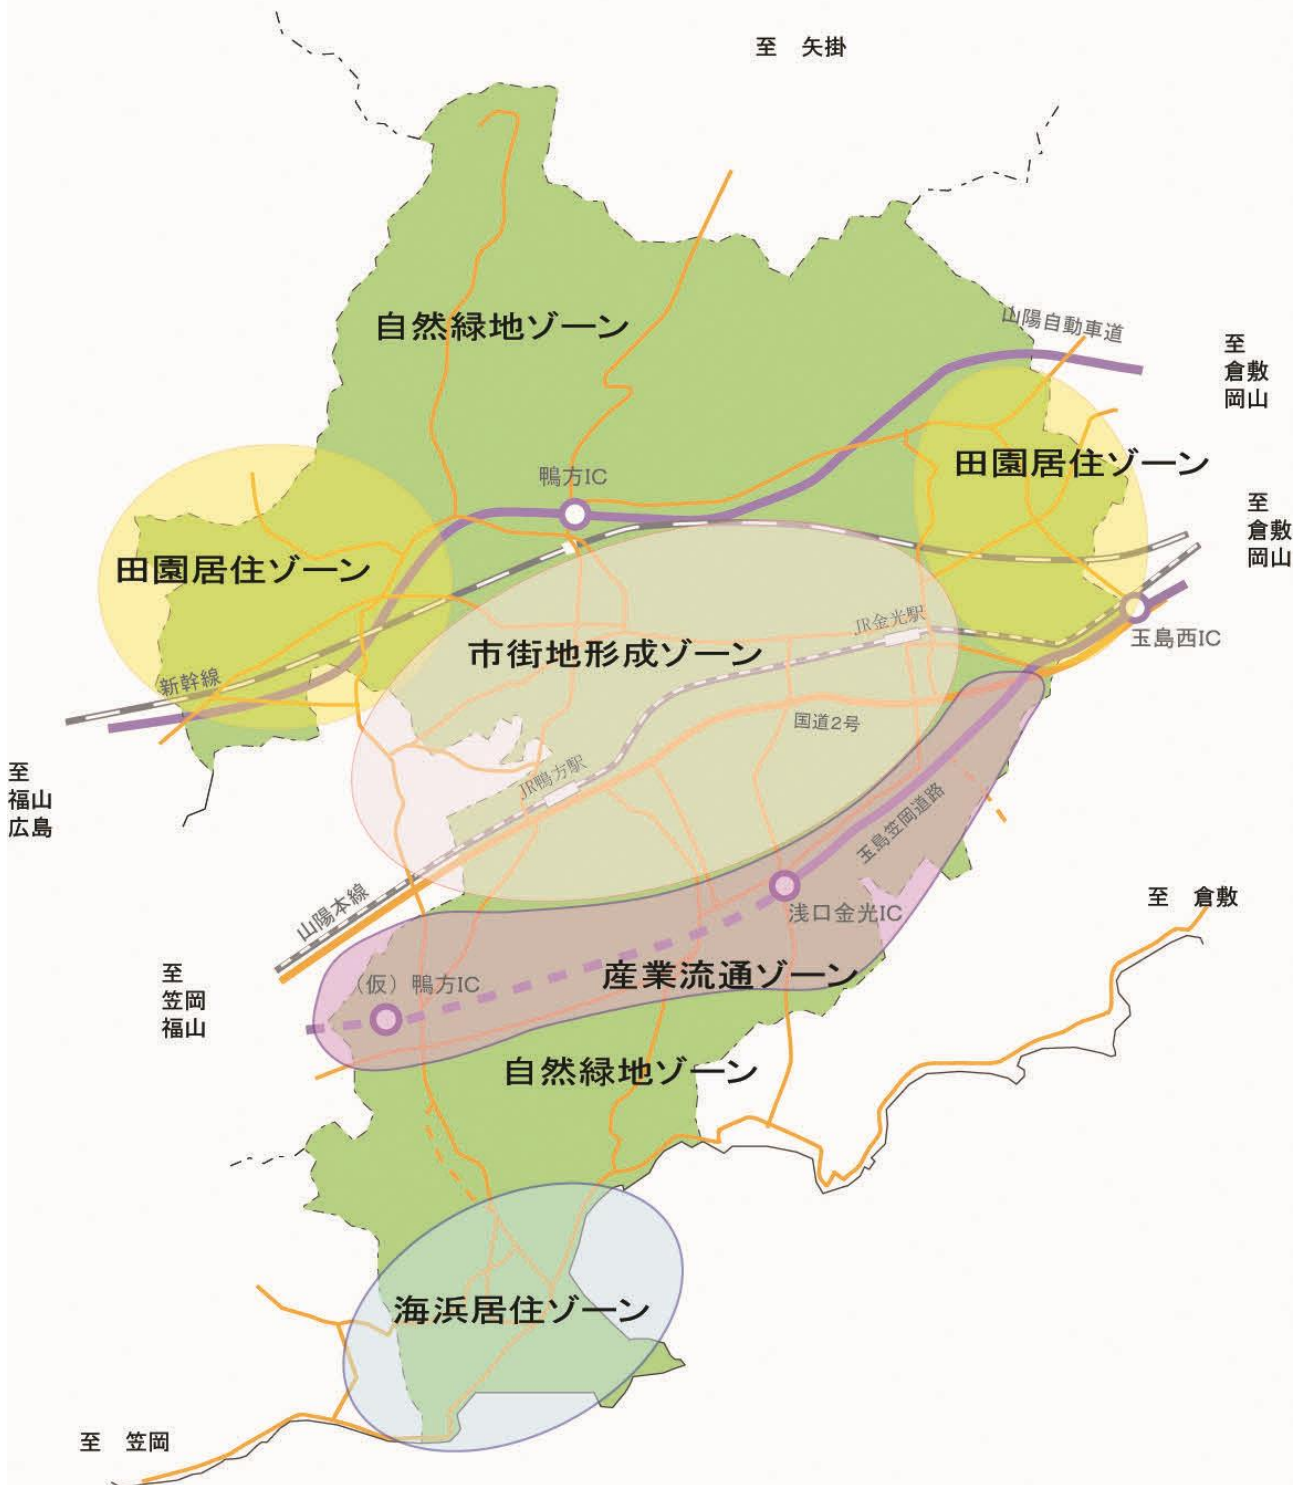 至 矢掛
自然緑地ゾーン
山陽自動車道
至
倉敷
岡山
田園居住ゾーン
鴨方IC
至
倉敷
岡山
田園居住ゾーン
JR金光駅
玉島西IC
市街地形成ゾーン
新幹線
国道2号
至
福山
広島
JR鴨方駅
玉島笠岡道路
山陽本線
至 倉敷
浅口金光IC
至
笠岡
福山
(仮)鴨方IC
産業流通ゾーン
自然緑地ゾーン
海浜居住ゾーン
至 笠岡